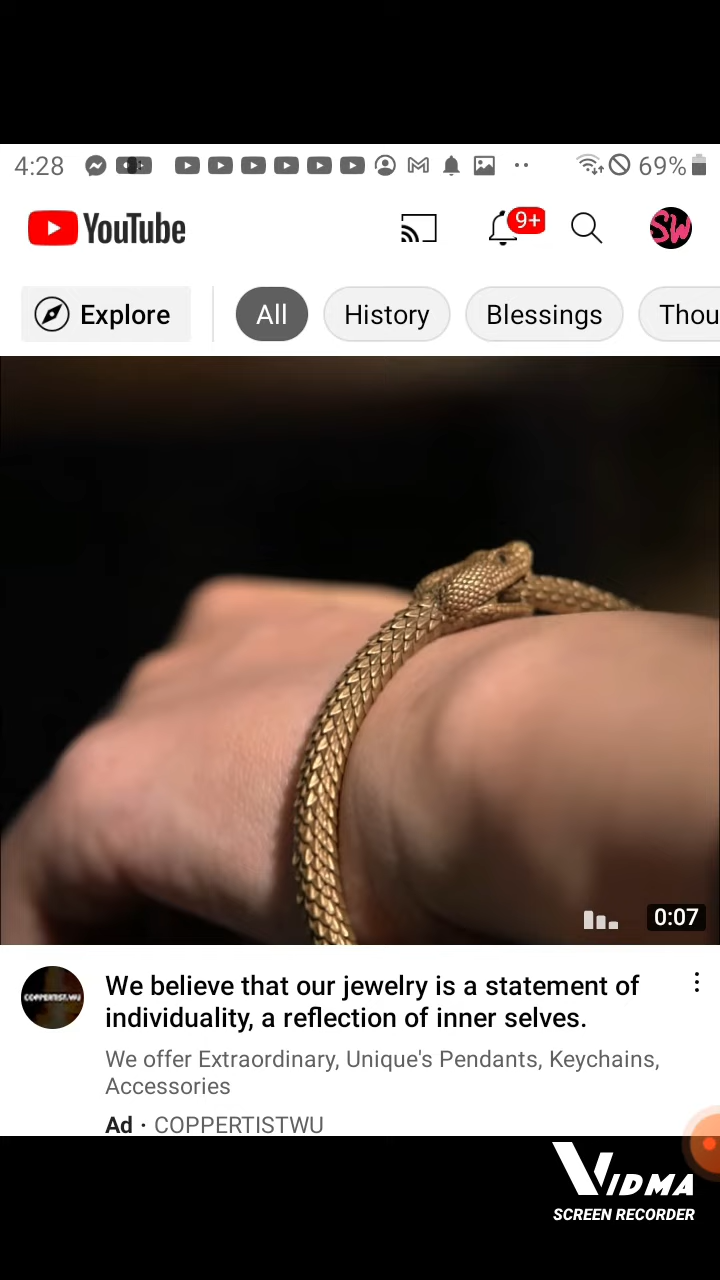 4:28 69%
YouTube 9+ SW
Explore All History Blessings Thou
0:07
COPPERTIST.WU
We believe that our jewelry is a statement of
individuality, a reflection of inner selves.
We offer Extraordinary, Unique's Pendants, Keychains,
Accessories
Ad · COPPERTISTWU
VIDMA
SCREEN RECORDER